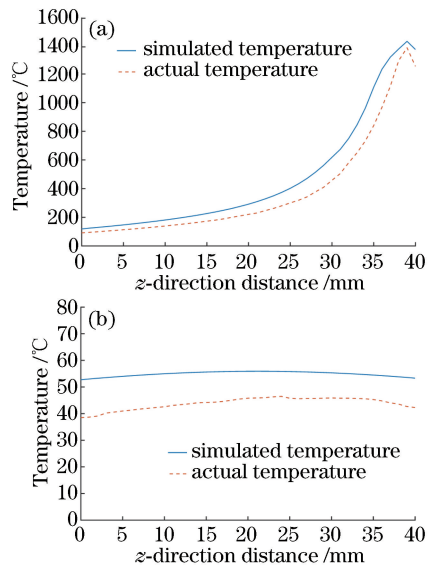 (a)
simulated temperature
actual temperature
Temperature /℃
1600
1400
1200
1000
800
600
400
200
0
0 5 10 15 20 25 30 35 40
z-direction distance /mm
(b)
Temperature /℃
80
70
60
50
40
30
20
10
0
simulated temperature
actual temperature
0 5 10 15 20 25 30 35 40
z-direction distance /mm